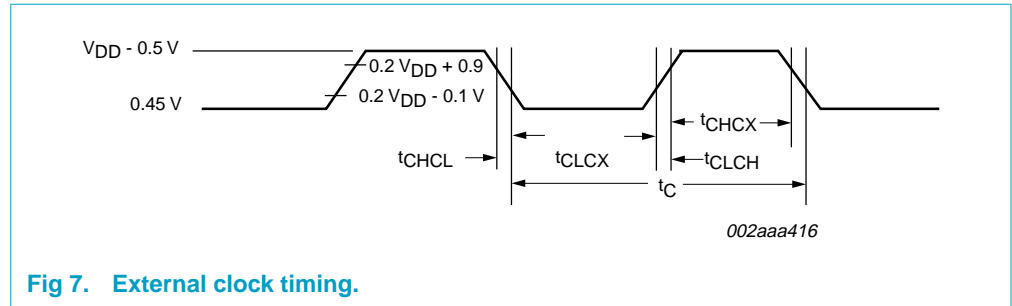 VDD - 0.5 V
0.2 VDD + 0.9
0.2 VDD - 0.1 V
0.45 V
tCHCX
tCHCL
tCLCX
tCLCH
tC
002aaa416
Fig 7. External clock timing.